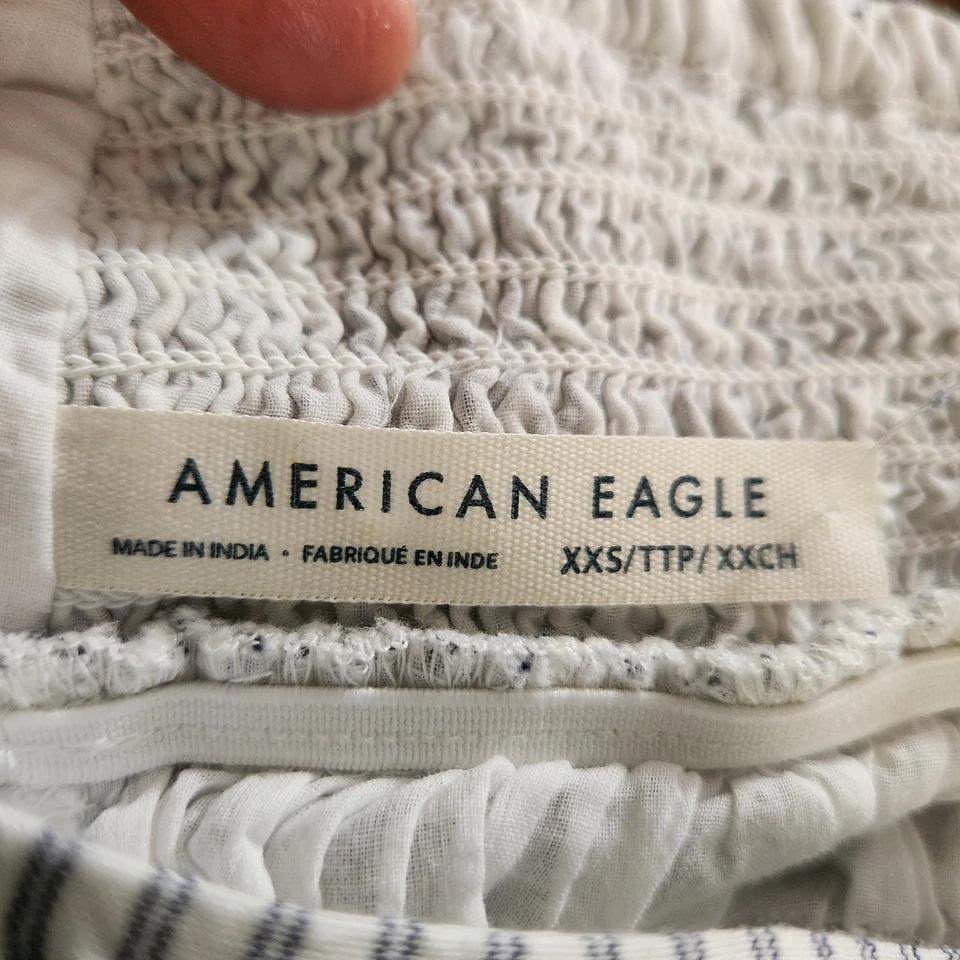 AMERICAN EAGLE
MADE IN INDIA • FABRIQUÉ EN INDE XXS/TTP/XXCH